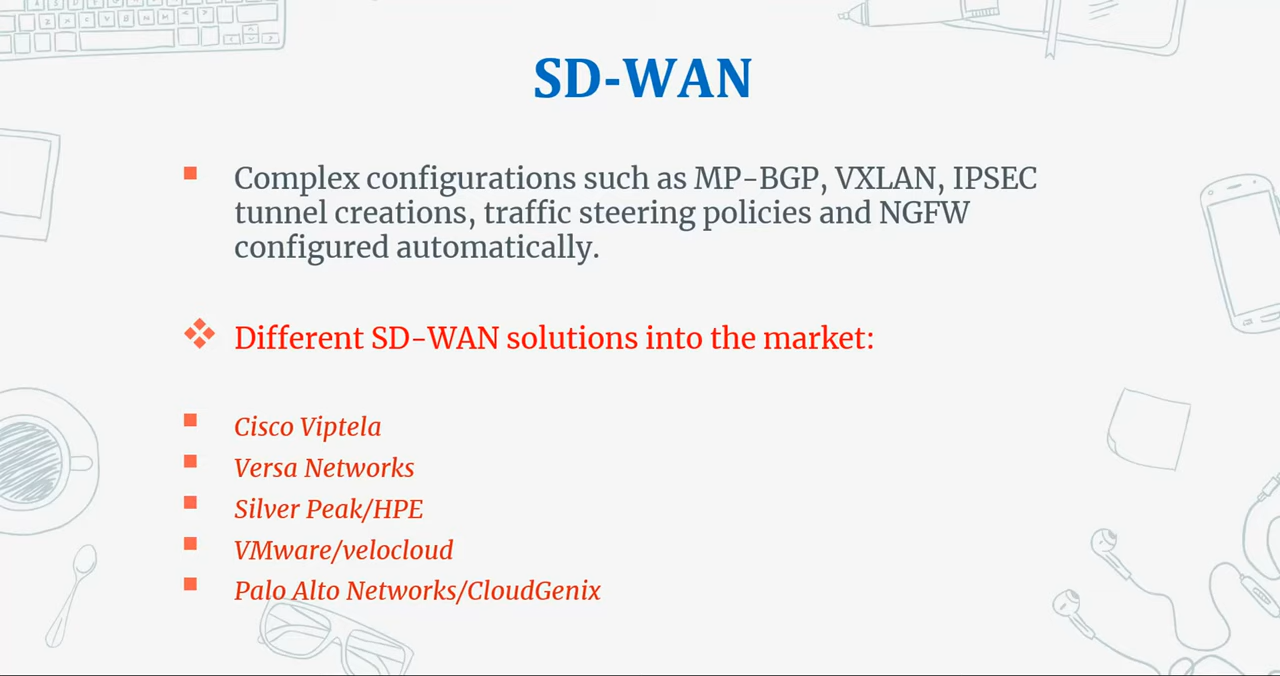 SD-WAN
Complex configurations such as MP-BGP, VXLAN, IPSEC
tunnel creations, traffic steering policies and NGFW
configured automatically.
Different SD-WAN solutions into the market:
Cisco Viptela
Versa Networks
Silver Peak/HPE
VMware/velocloud
Palo Alto Networks/CloudGenix